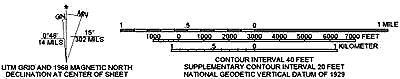 GN
MN
0°48'
14 MILS
15°
302 MILS
UTM GRID AND 1968 MAGNETIC NORTH
DECLINATION AT CENTER OF SHEET
1 .5 0 1 MILE
1000 0 1000 2000 3000 4000 5000 6000 7000 FEET
1 .5 0 1 KILOMETER
CONTOUR INTERVAL 40 FEET
SUPPLEMENTARY CONTOUR INTERVAL 20 FEET
NATIONAL GEODETIC VERTICAL DATUM OF 1929